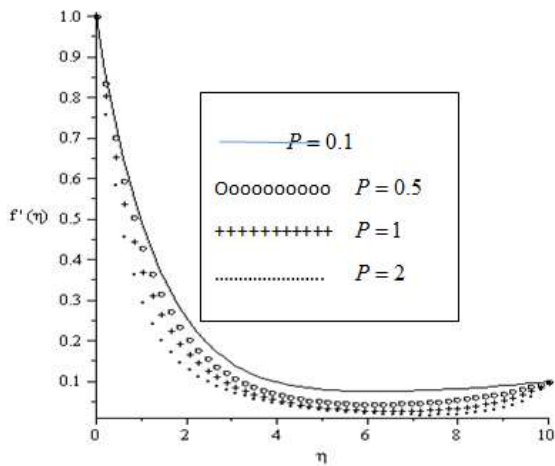 1.0
0.9
0.8
0.7
0.6
0.5
f'(η)
0.4
0.3
0.2
0.1
0 2 4 6 8 10
η
P = 0.1
Ooooooooooo P = 0.5
+++++++++++ P = 1
........................ P = 2